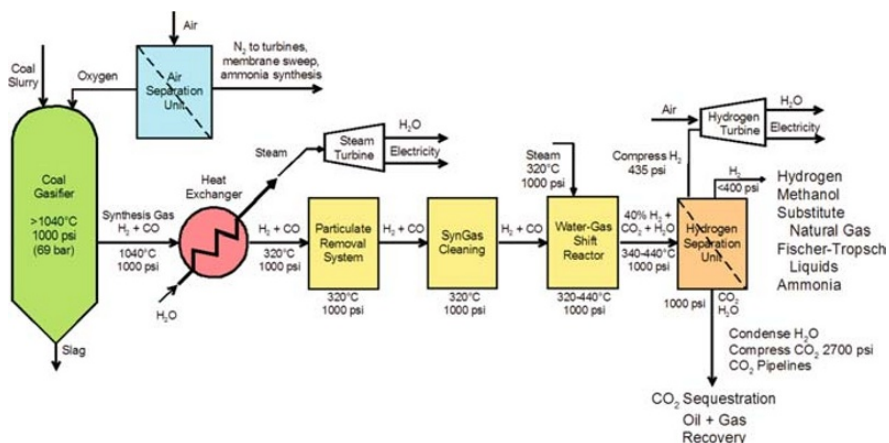 Air
Coal
Slurry
Oxygen
Air
Separation
Unit
N₂ to turbines,
membrane sweep,
ammonia synthesis
Coal
Gasifier
>1040°C
1000 psi
(69 bar)
Slag
Synthesis Gas
H₂ + CO
1040°C
1000 psi
Heat
Exchanger
H₂O
Steam
Steam
Turbine
H₂O
Electricity
H₂ + CO
320°C
1000 psi
Particulate
Removal
System
320°C
1000 psi
H₂ + CO
SynGas
Cleaning
320°C
1000 psi
H₂ + CO
Steam
320°C
1000 psi
Water-Gas
Shift
Reactor
320-440°C
1000 psi
40% H₂ +
CO₂ + H₂O
340-440°C
1000 psi
Hydrogen
Separation
Unit
1000 psi
CO₂
H₂O
Air
Hydrogen
Turbine
H₂O
Electricity
Compress H₂
435 psi
H₂
<400 psi
Hydrogen
Methanol
Substitute
Natural Gas
Fischer-Tropsch
Liquids
Ammonia
Condense H₂O
Compress CO₂ 2700 psi
CO₂ Pipelines
CO₂ Sequestration
Oil + Gas
Recovery